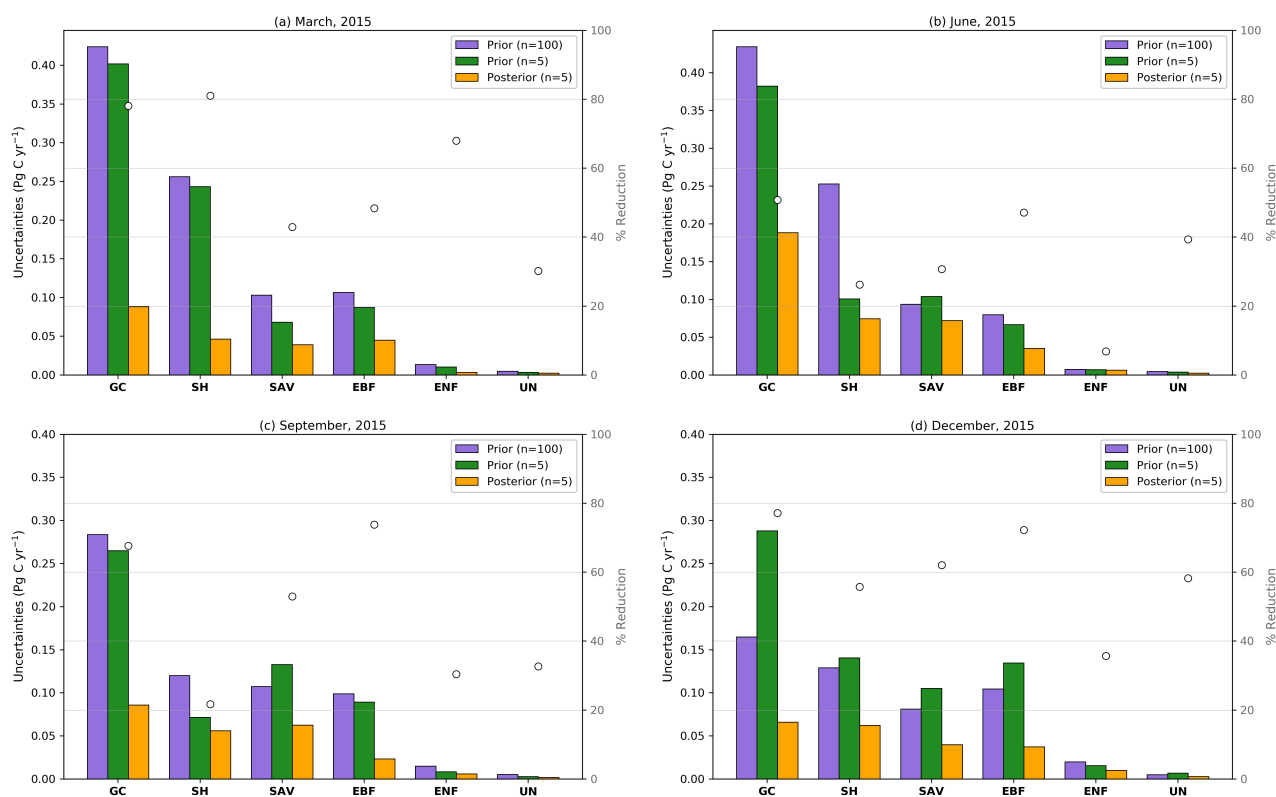 (a) March, 2015
Uncertainties (Pg C yr⁻¹)
0.40
0.35
0.30
0.25
0.20
0.15
0.10
0.05
0.00
Prior (n=100)
Prior (n=5)
Posterior (n=5)
100
80
60
40
20
0
% Reduction
GC SH SAV EBF ENF UN
(b) June, 2015
Uncertainties (Pg C yr⁻¹)
0.40
0.35
0.30
0.25
0.20
0.15
0.10
0.05
0.00
Prior (n=100)
Prior (n=5)
Posterior (n=5)
100
80
60
40
20
0
% Reduction
GC SH SAV EBF ENF UN
(c) September, 2015
Uncertainties (Pg C yr⁻¹)
0.40
0.35
0.30
0.25
0.20
0.15
0.10
0.05
0.00
Prior (n=100)
Prior (n=5)
Posterior (n=5)
100
80
60
40
20
0
% Reduction
GC SH SAV EBF ENF UN
(d) December, 2015
Uncertainties (Pg C yr⁻¹)
0.40
0.35
0.30
0.25
0.20
0.15
0.10
0.05
0.00
Prior (n=100)
Prior (n=5)
Posterior (n=5)
100
80
60
40
20
0
% Reduction
GC SH SAV EBF ENF UN